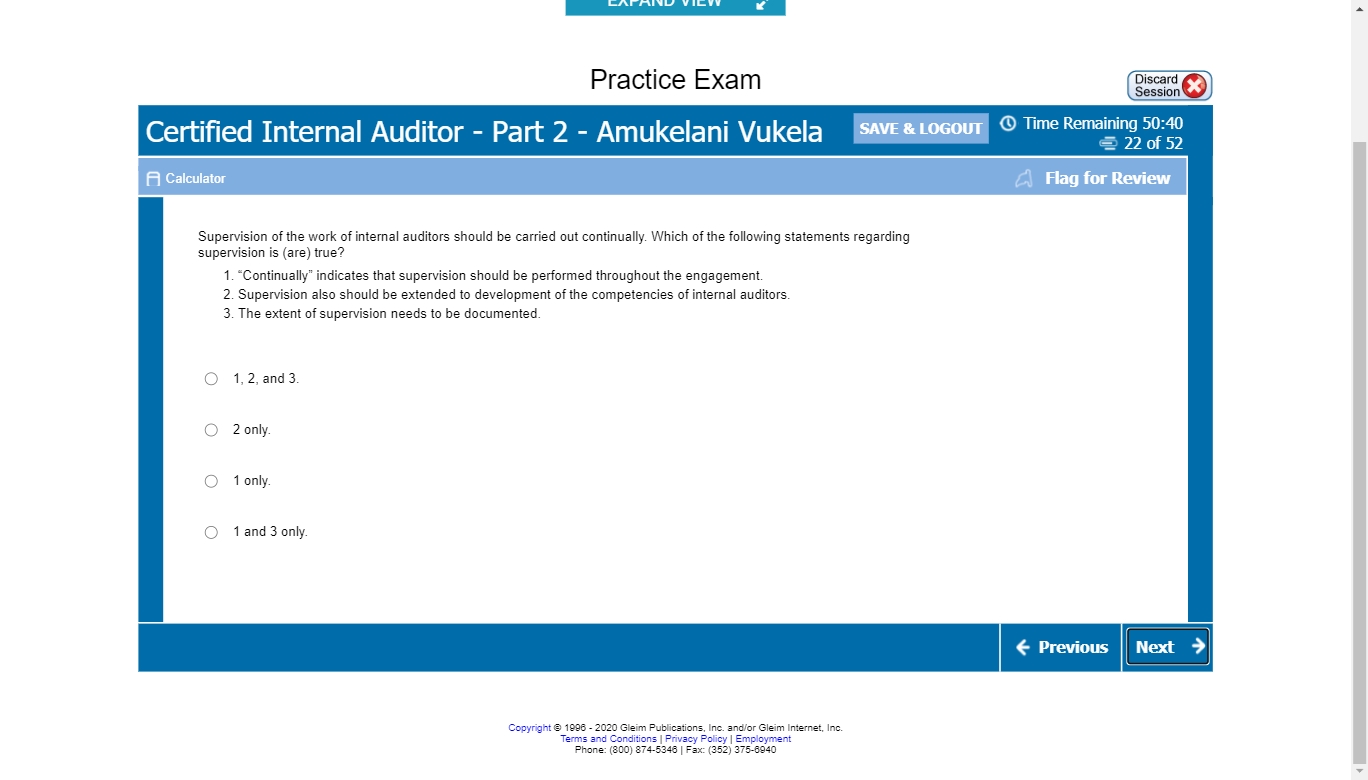 EXPAND VIEW
Practice Exam
Discard
Session
Certified Internal Auditor - Part 2 - Amukelani Vukela
SAVE & LOGOUT
Time Remaining 50:40
22 of 52
Calculator
Flag for Review
Supervision of the work of internal auditors should be carried out continually. Which of the following statements regarding
supervision is (are) true?
1. “Continually” indicates that supervision should be performed throughout the engagement.
2. Supervision also should be extended to development of the competencies of internal auditors.
3. The extent of supervision needs to be documented.
1, 2, and 3.
2 only.
1 only.
1 and 3 only.
Previous
Next
Copyright © 1996 - 2020 Gleim Publications, Inc. and/or Gleim Internet, Inc.
Terms and Conditions | Privacy Policy | Employment
Phone: (800) 874-5346 | Fax: (352) 375-6940